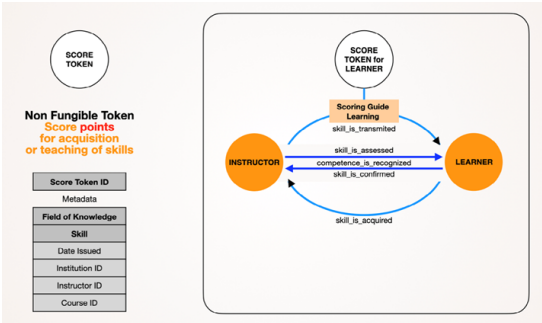 SCORE
TOKEN
Non Fungible Token
Score points
for acquisition
or teaching of skills
Score Token ID
Metadata
Field of Knowledge
Skill
Date Issued
Institution ID
Instructor ID
Course ID
SCORE
TOKEN for
LEARNER
Scoring Guide
Learning
skill_is_transmited
INSTRUCTOR
skill_is_assessed
competence_is_recognized
skill_is_confirmed
LEARNER
skill_is_acquired